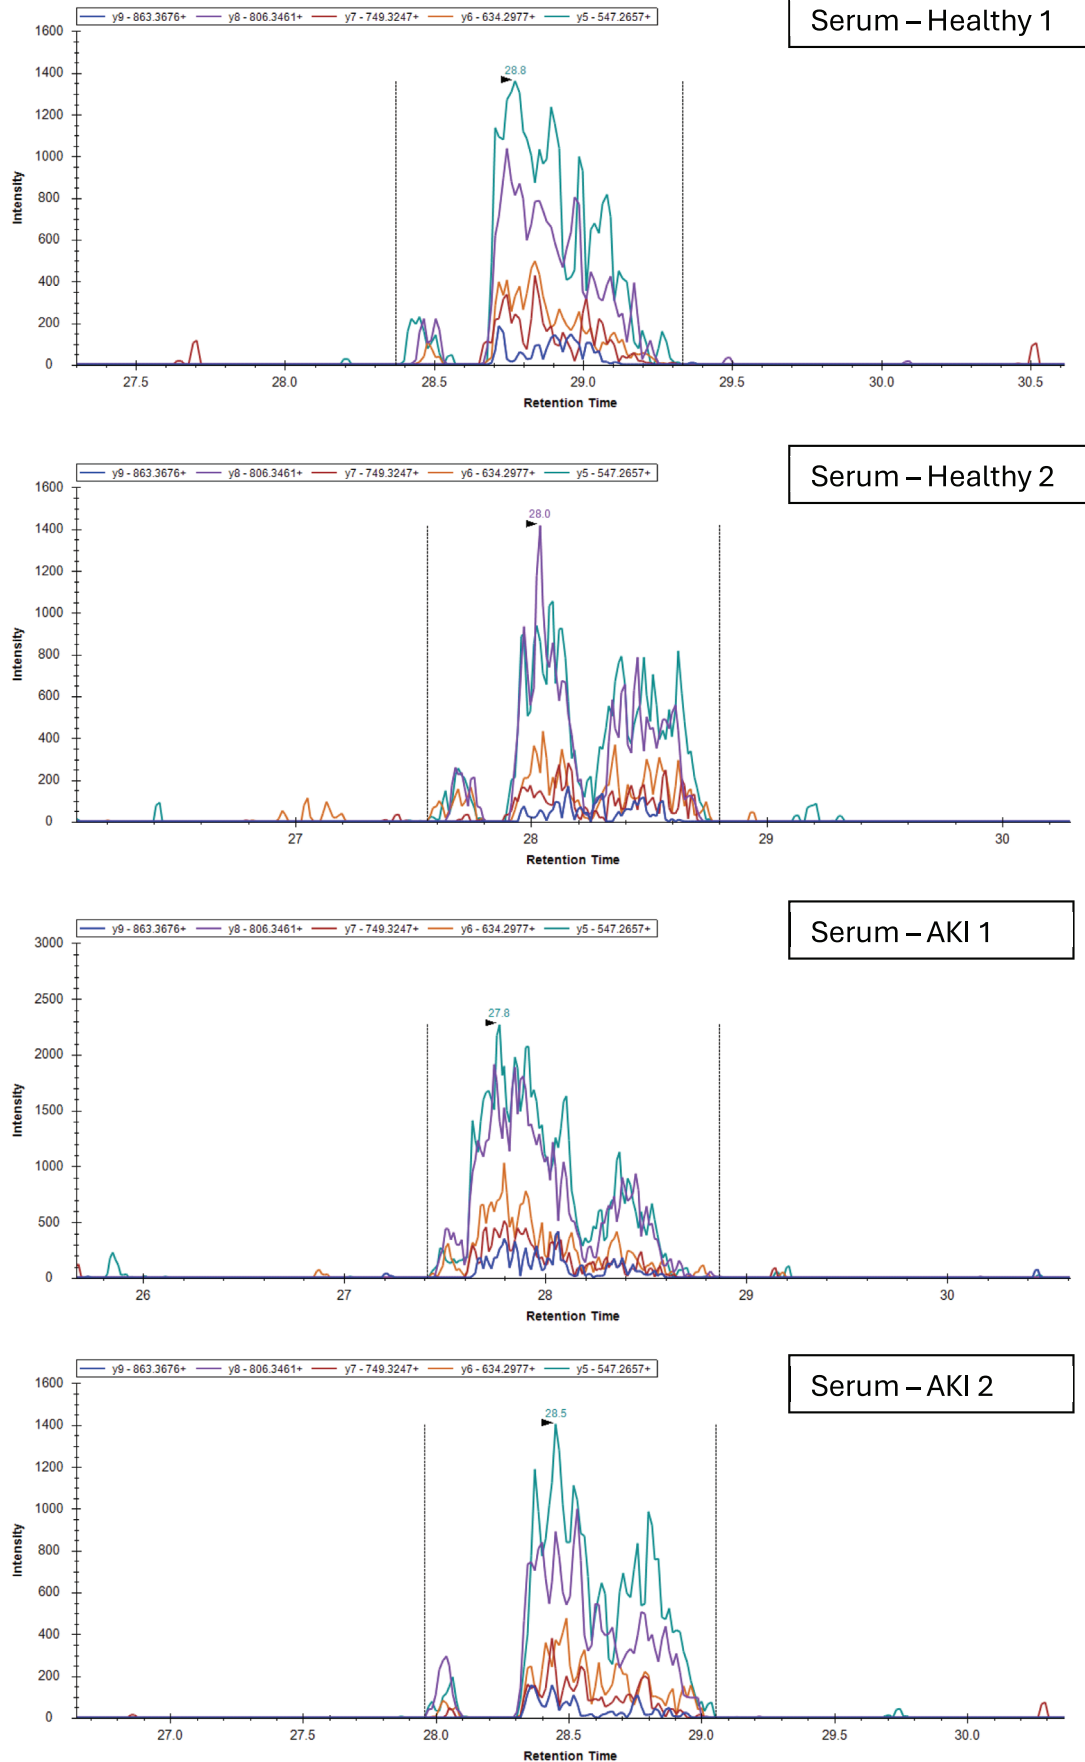 Serum – Healthy 1
y9 - 863.3676+ y8 - 806.3461+ y7 - 749.3247+ y6 - 634.2977+ y5 - 547.2657+
1600
1400
1200
1000
800
600
400
200
0
Intensity
28.8
27.5 28.0 28.5 29.0 29.5 30.0 30.5
Retention Time
Serum – Healthy 2
y9 - 863.3676+ y8 - 806.3461+ y7 - 749.3247+ y6 - 634.2977+ y5 - 547.2657+
1600
1400
1200
1000
800
600
400
200
0
Intensity
28.0
27 28 29 30
Retention Time
Serum – AKI 1
y9 - 863.3676+ y8 - 806.3461+ y7 - 749.3247+ y6 - 634.2977+ y5 - 547.2657+
3000
2500
2000
1500
1000
500
0
Intensity
27.8
26 27 28 29 30
Retention Time
Serum – AKI 2
y9 - 863.3676+ y8 - 806.3461+ y7 - 749.3247+ y6 - 634.2977+ y5 - 547.2657+
1600
1400
1200
1000
800
600
400
200
0
Intensity
28.5
27.0 27.5 28.0 28.5 29.0 29.5 30.0
Retention Time